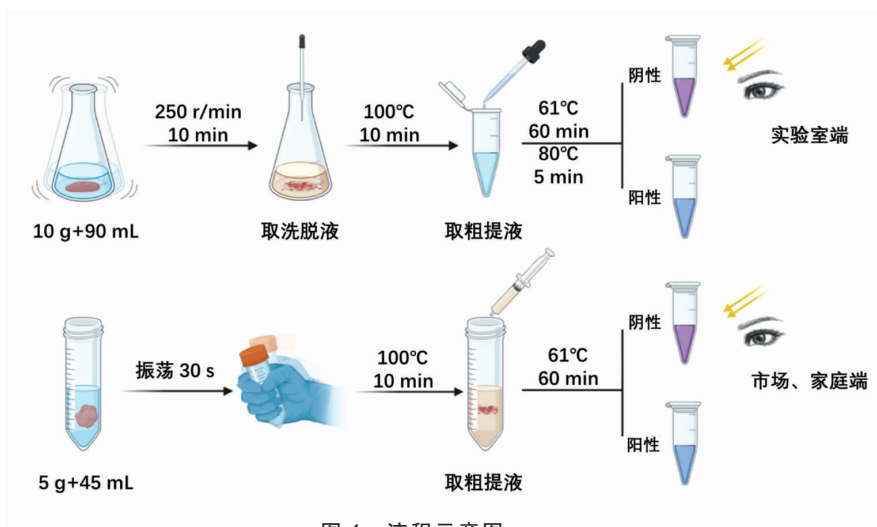 250 r/min
10 min
100℃
10 min
61℃
60 min
80℃
5 min
阴性
阳性
实验室端
10 g+90 mL
取洗脱液
取粗提液
振荡 30 s
100℃
10 min
61℃
60 min
阴性
阳性
市场、家庭端
5 g+45 mL
取粗提液